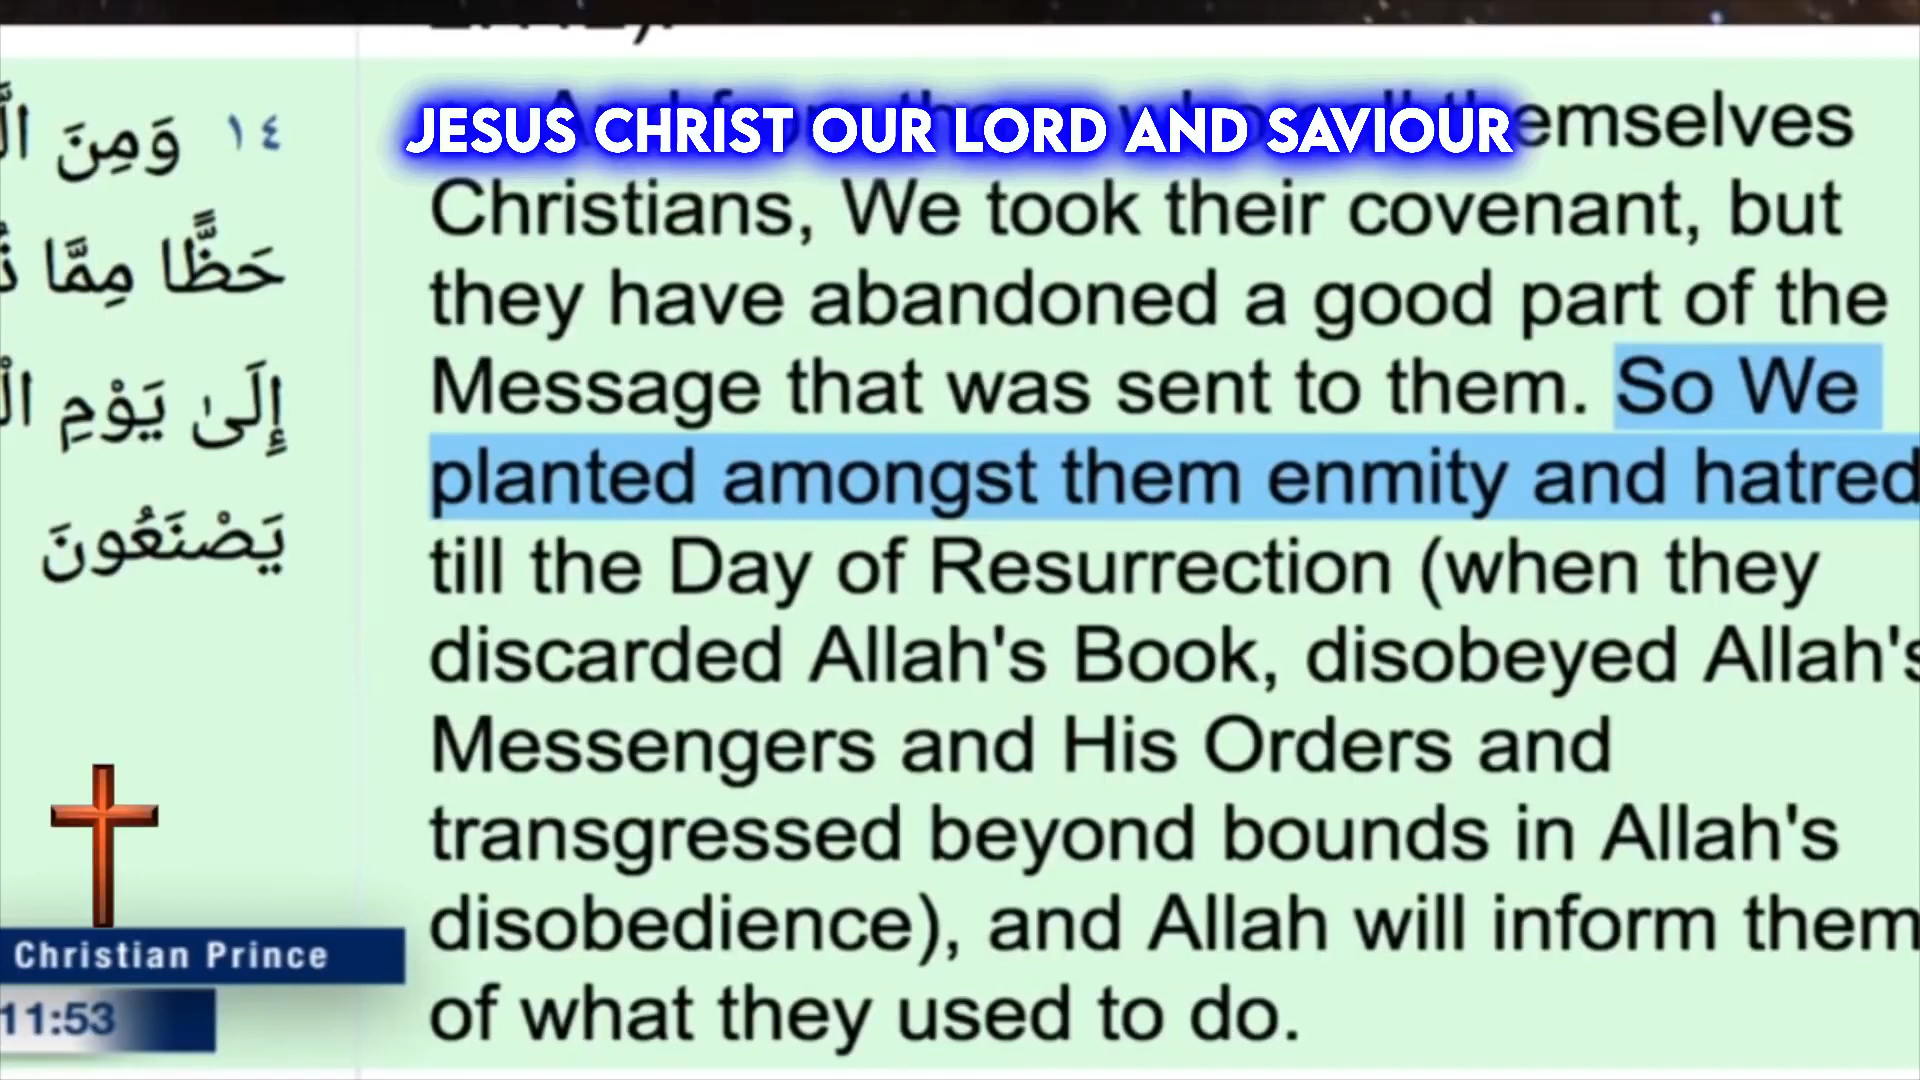 JESUS CHRIST OUR LORD AND SAVIOUR
emselves
Christians, We took their covenant, but
they have abandoned a good part of the
Message that was sent to them. So We
planted amongst them enmity and hatred
till the Day of Resurrection (when they
discarded Allah's Book, disobeyed Allah's
Messengers and His Orders and
transgressed beyond bounds in Allah's
disobedience), and Allah will inform them
of what they used to do.
١٤ وَمِنَ
حَظًّا مِمَّا
إِلَىٰ يَوْمِ
يَصْنَعُونَ
Christian Prince
11:53